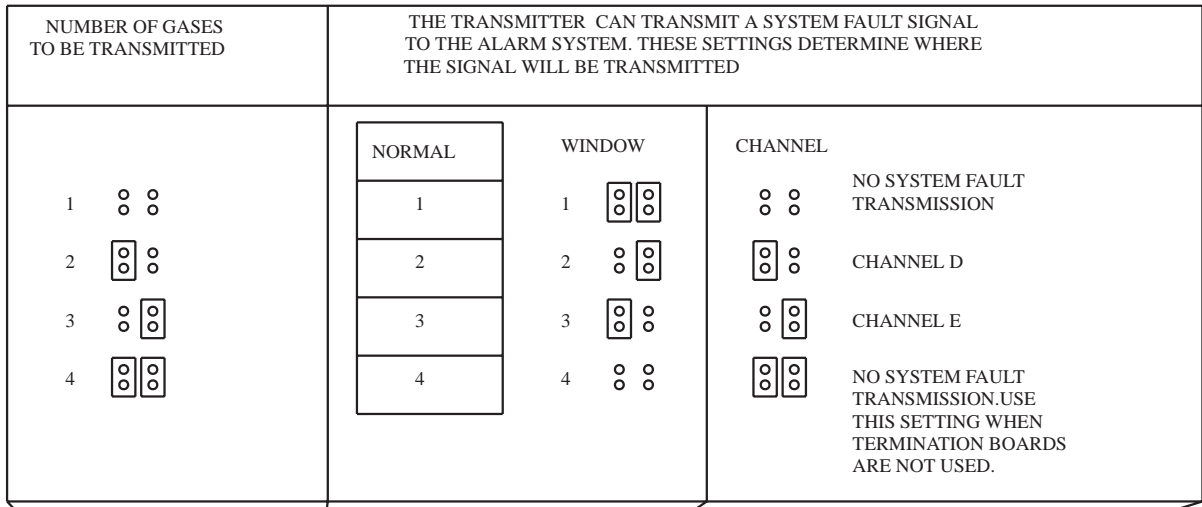 NUMBER OF GASES
TO BE TRANSMITTED
THE TRANSMITTER CAN TRANSMIT A SYSTEM FAULT SIGNAL
TO THE ALARM SYSTEM. THESE SETTINGS DETERMINE WHERE
THE SIGNAL WILL BE TRANSMITTED
1
2
3
4
NORMAL
1
2
3
4
WINDOW
1
2
3
4
CHANNEL
NO SYSTEM FAULT
TRANSMISSION
CHANNEL D
CHANNEL E
NO SYSTEM FAULT
TRANSMISSION.USE
THIS SETTING WHEN
TERMINATION BOARDS
ARE NOT USED.